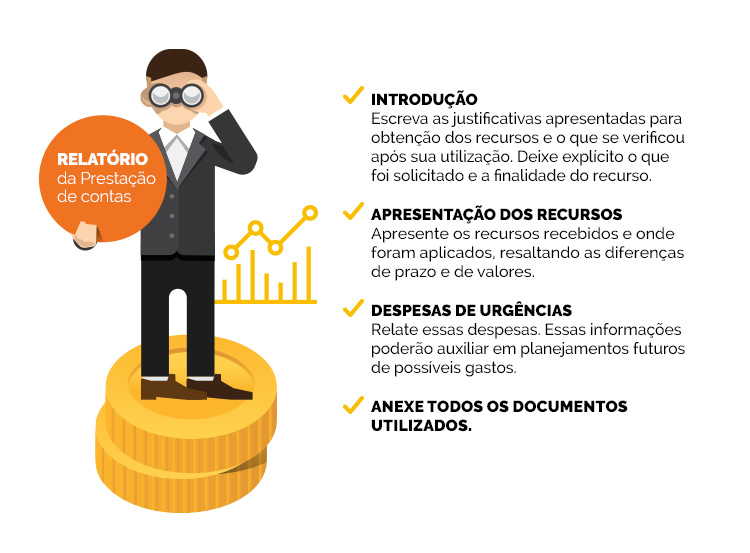 RELATÓRIO
da Prestação
de contas
INTRODUÇÃO
Escreva as justificativas apresentadas para
obtenção dos recursos e o que se verificou
após sua utilização. Deixe explícito o que
foi solicitado e a finalidade do recurso.
APRESENTAÇÃO DOS RECURSOS
Apresente os recursos recebidos e onde
foram aplicados, resaltando as diferenças
de prazo e de valores.
DESPESAS DE URGÊNCIAS
Relate essas despesas. Essas informações
poderão auxiliar em planejamentos futuros
de possíveis gastos.
ANEXE TODOS OS DOCUMENTOS
UTILIZADOS.